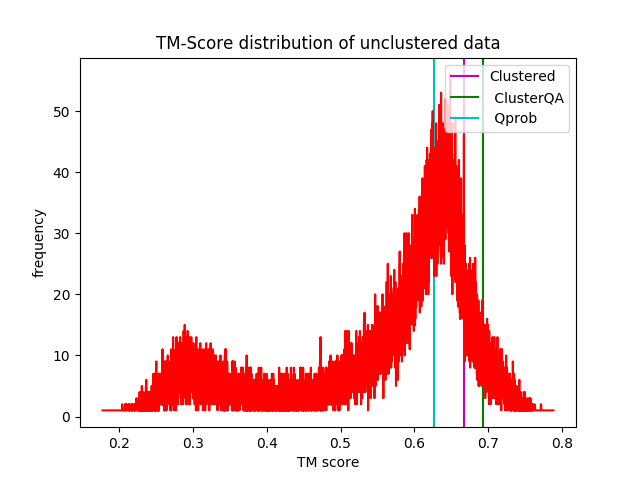 TM-Score distribution of unclustered data
Clustered
ClusterQA
Qprob
frequency
50
40
30
20
10
0
0.2 0.3 0.4 0.5 0.6 0.7 0.8
TM score